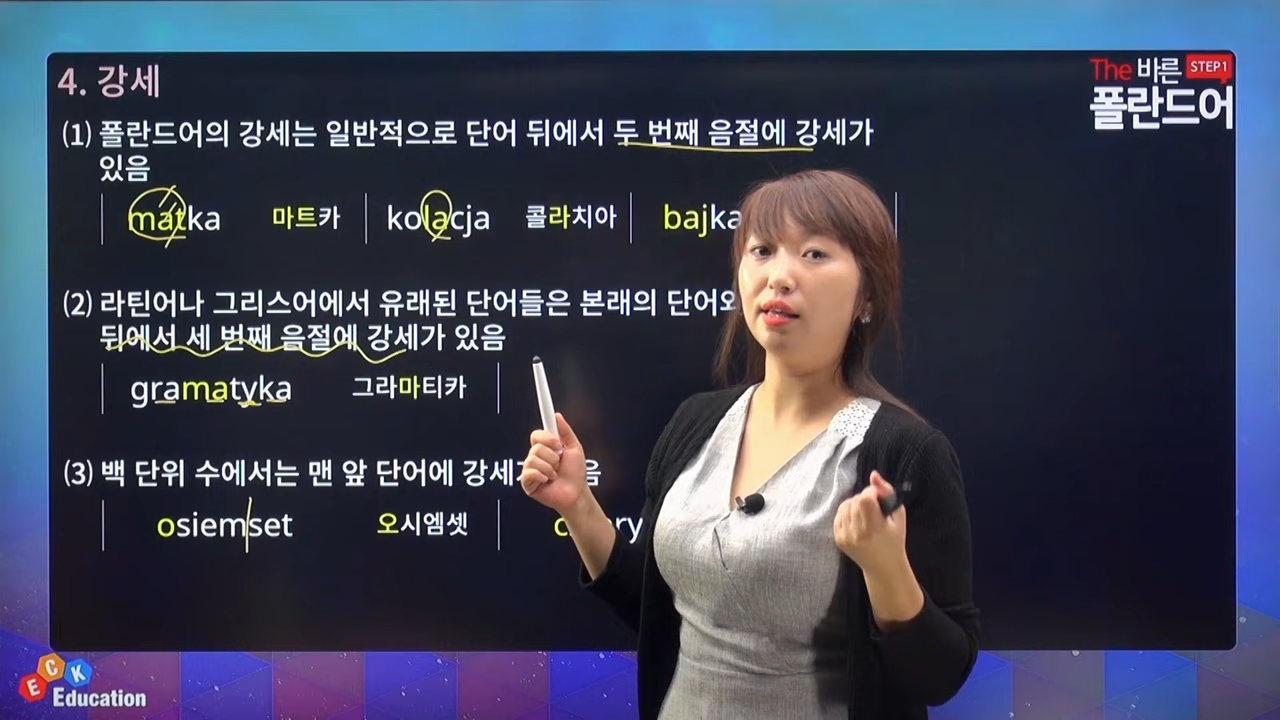 4. 강세
The 바른 STEP1
폴란드어
(1) 폴란드어의 강세는 일반적으로 단어 뒤에서 두 번째 음절에 강세가
있음
matka 마트카 kolacja 콜라치아 bajka
(2) 라틴어나 그리스어에서 유래된 단어들은 본래의 단어
뒤에서 세 번째 음절에 강세가 있음
gramatyka 그라마티카
(3) 백 단위 수에서는 맨 앞 단어에 강세
osiemset 오시엠셋
ECK
Education